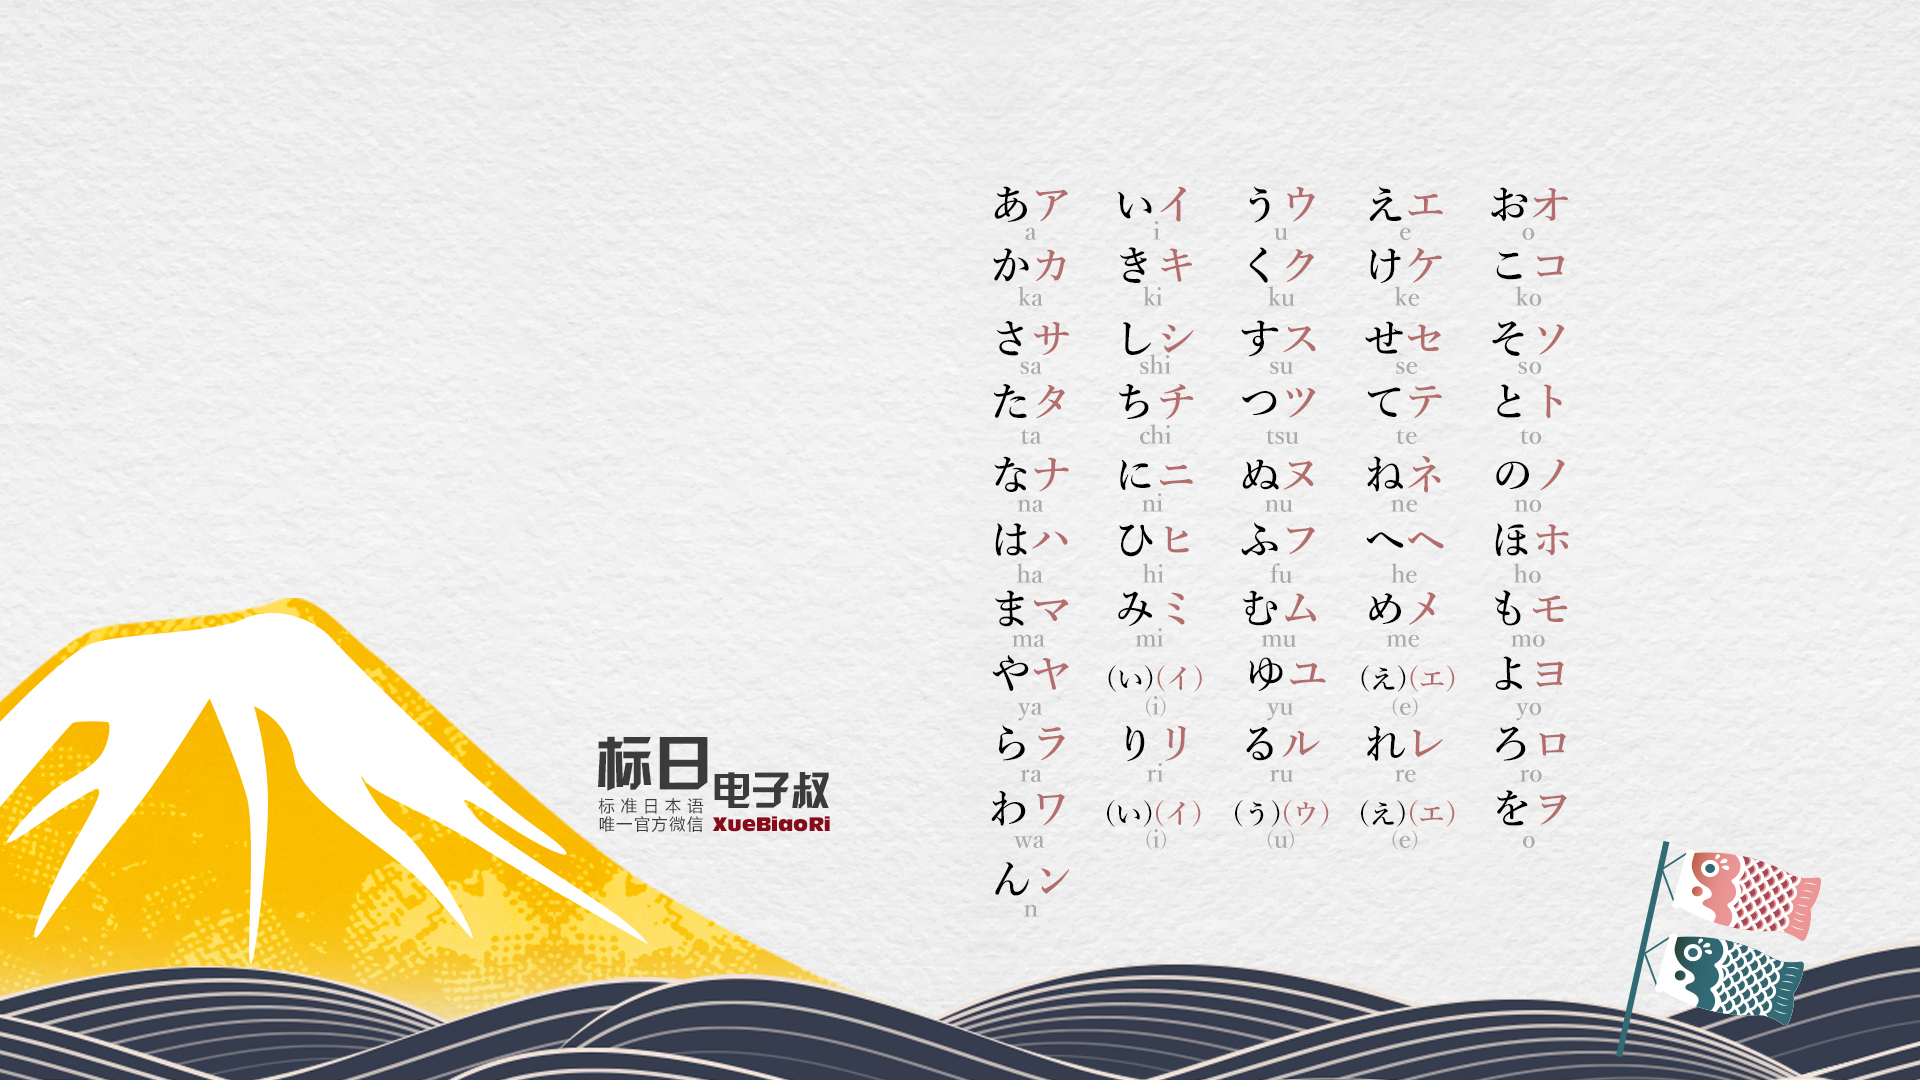 あア いイ うウ えエ おオ
a i u e o
かカ きキ くク けケ こコ
ka ki ku ke ko
さサ しシ すス せセ そソ
sa shi su se so
たタ ちチ つツ てテ とト
ta chi tsu te to
なナ にニ ぬヌ ねネ のノ
na ni nu ne no
はハ ひヒ ふフ へヘ ほホ
ha hi fu he ho
まマ みミ むム めメ もモ
ma mi mu me mo
やヤ (い)(イ) ゆユ (え)(エ) よヨ
ya (i) yu (e) yo
らラ りリ るル れレ ろロ
ra ri ru re ro
わワ (い)(イ) (う)(ウ) (え)(エ) をヲ
wa (i) (u) (e) o
んン
n
标日电子叔
标准日本语
唯一官方微信 XueBiaoRi